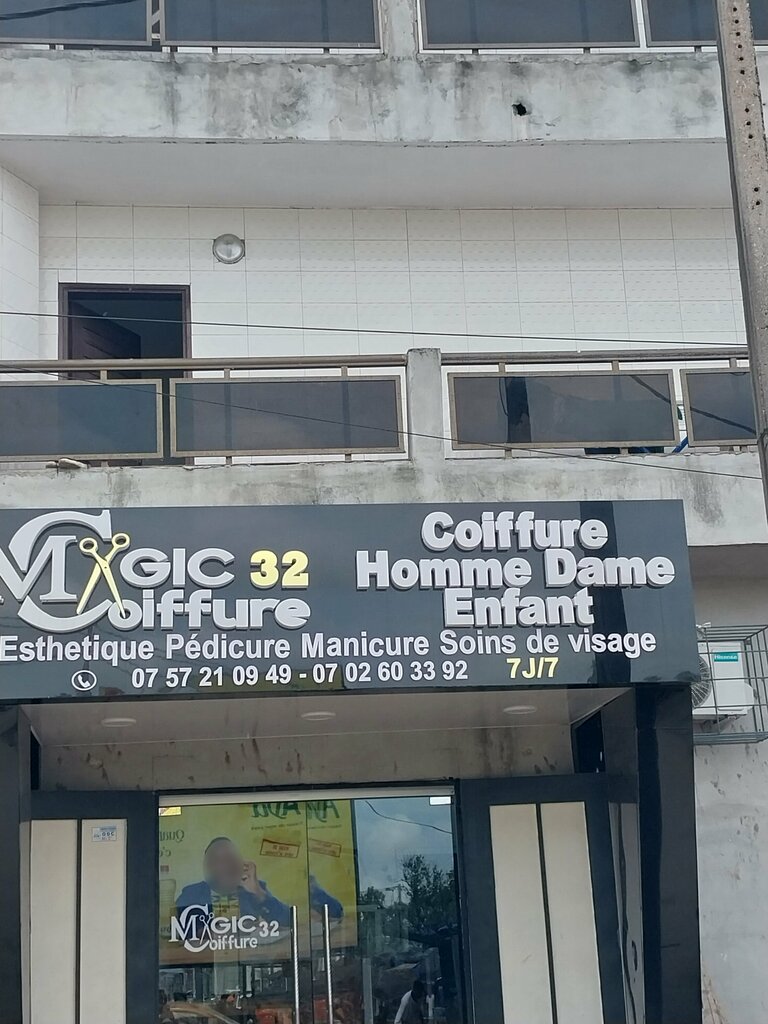 MAGIC 32
Coiffure
Coiffure
Homme Dame
Enfant
Esthetique Pédicure Manicure Soins de visage
07 57 21 09 49 - 07 02 60 33 92 7J/7
Hisense
MAGIC 32
Coiffure